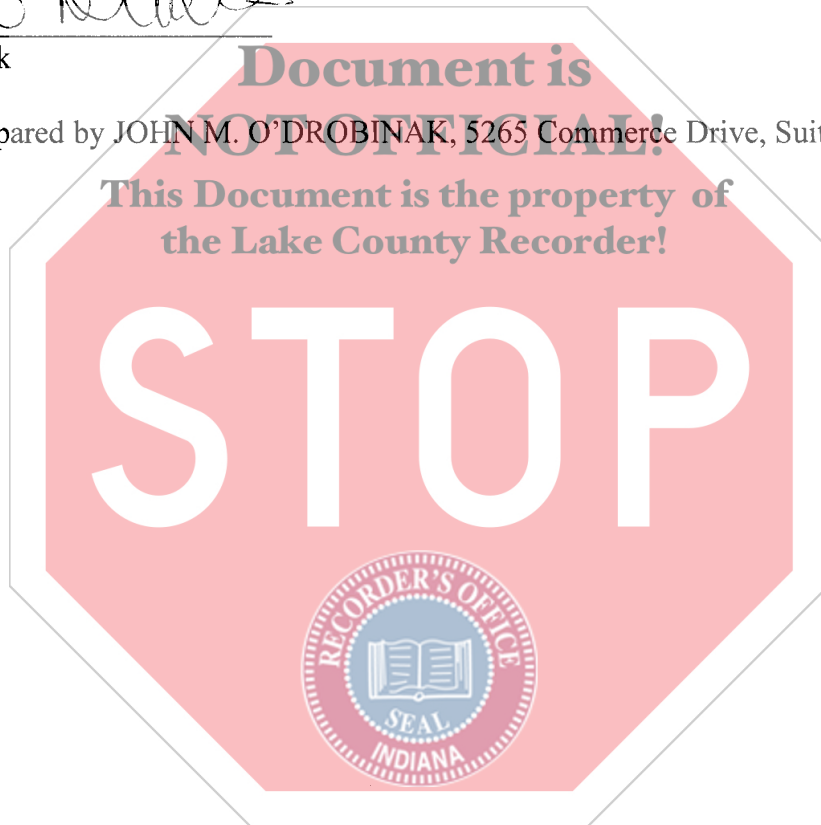 k
Document is
pared by JOHN M. O'DROBINAK, 5265 Commerce Drive, Suit
NOT OFFICIAL!
This Document is the property of
the Lake County Recorder!
STOP
RECORDER'S OFFICE
SEAL
INDIANA